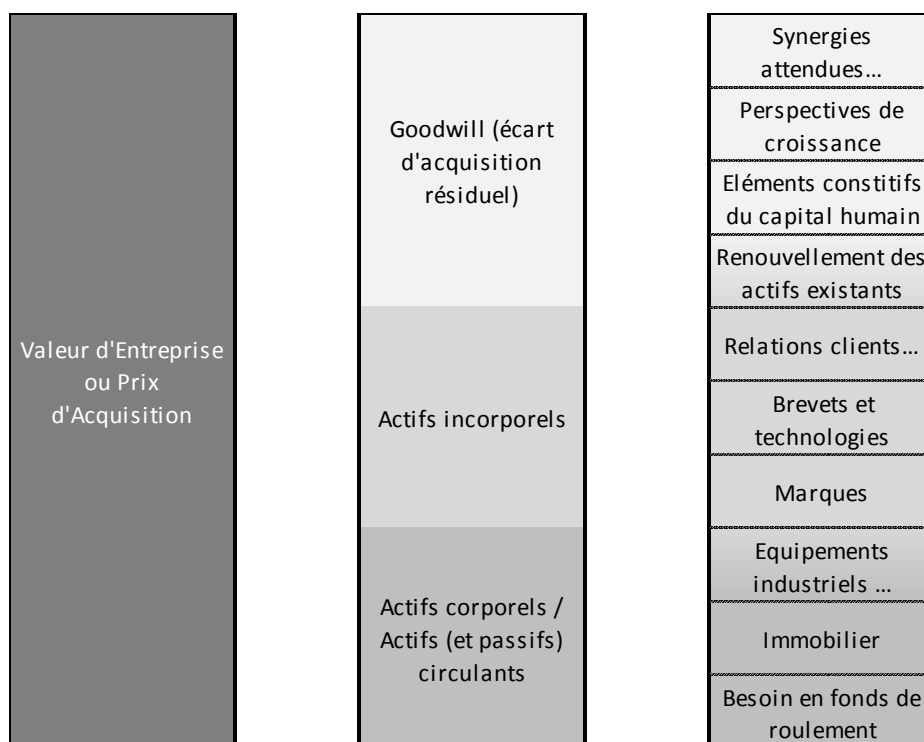 Valeur d'Entreprise
ou Prix
d'Acquisition
Goodwill (écart
d'acquisition
résiduel)
Actifs incorporels
Actifs corporels /
Actifs (et passifs)
circulants
Synergies
attendues…
Perspectives de
croissance
Eléments constitifs
du capital humain
Renouvellement des
actifs existants
Relations clients…
Brevets et
technologies
Marques
Equipements
industriels …
Immobilier
Besoin en fonds de
roulement